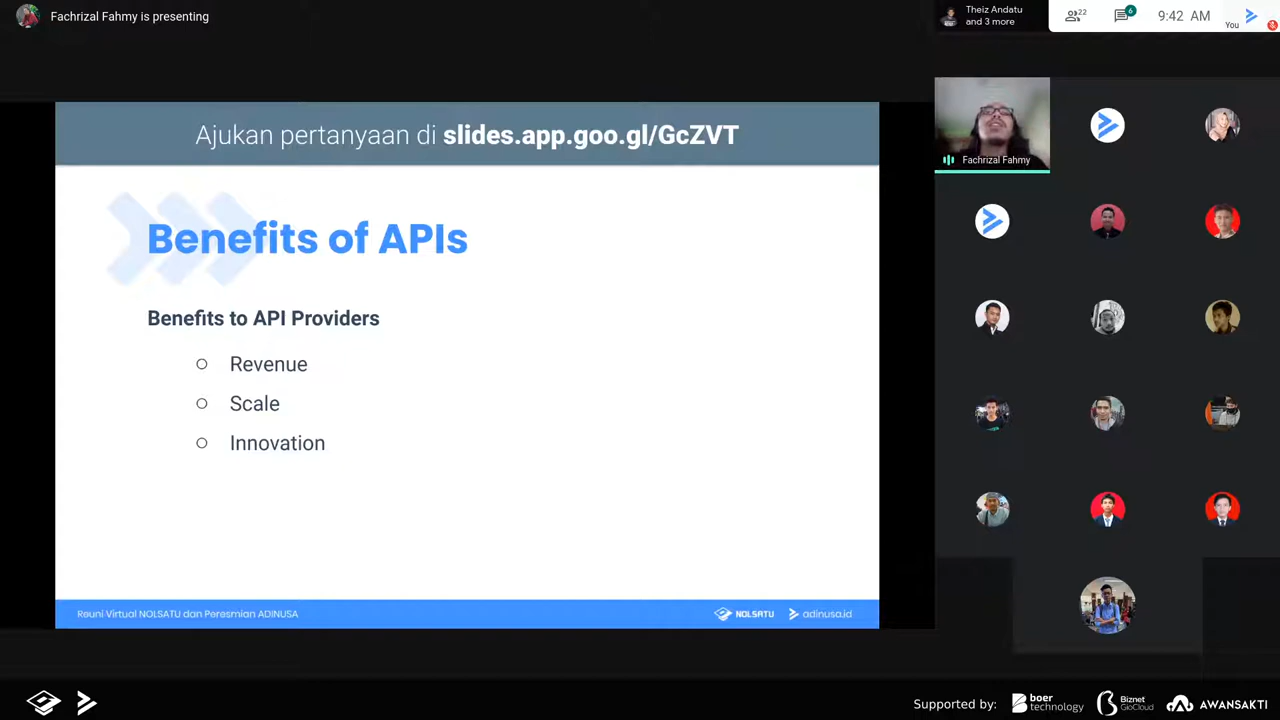 Fachrizal Fahmy is presenting
Theiz Andatu
and 3 more
22
6
9:42 AM
You
Ajukan pertanyaan di slides.app.goo.gl/GcZVT
Benefits of APIs
Benefits to API Providers
Revenue
Scale
Innovation
Fachrizal Fahmy
Reuni Virtual NOLSATU dan Peresmian ADINUSA
NOLSATU
adinusa.id
Supported by:
boer
technology
Biznet
GioCloud
AWANSAKTI